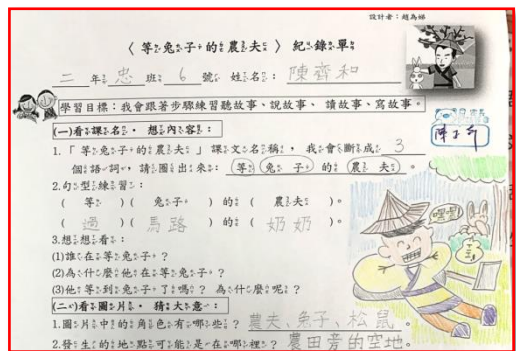 設計者：趙為娣
〈等兔子的農夫〉紀錄單
二年忠班6號 姓名：陳齊和
學習目標：我會跟著步驟練習聽故事、說故事、讀故事、寫故事。
(一)看課名，想內容：
1.「等兔子的農夫」課文名稱，我會斷成3
個語詞，請圈出來：(等)(兔子)的(農夫)。
2.句型練習：
(等)(兔子)的(農夫)。
(過)(馬路)的(奶奶)。
3.想想看：
(1)誰在等兔子？
(2)為什麼他在等兔子？
(3)他等到兔子了嗎？為什麼呢？
(二)看圖片，猜大意：
1.圖片中的角色有哪些？農夫、兔子、松鼠。
2.發生的地點可能是在哪裡？農田旁的空地。